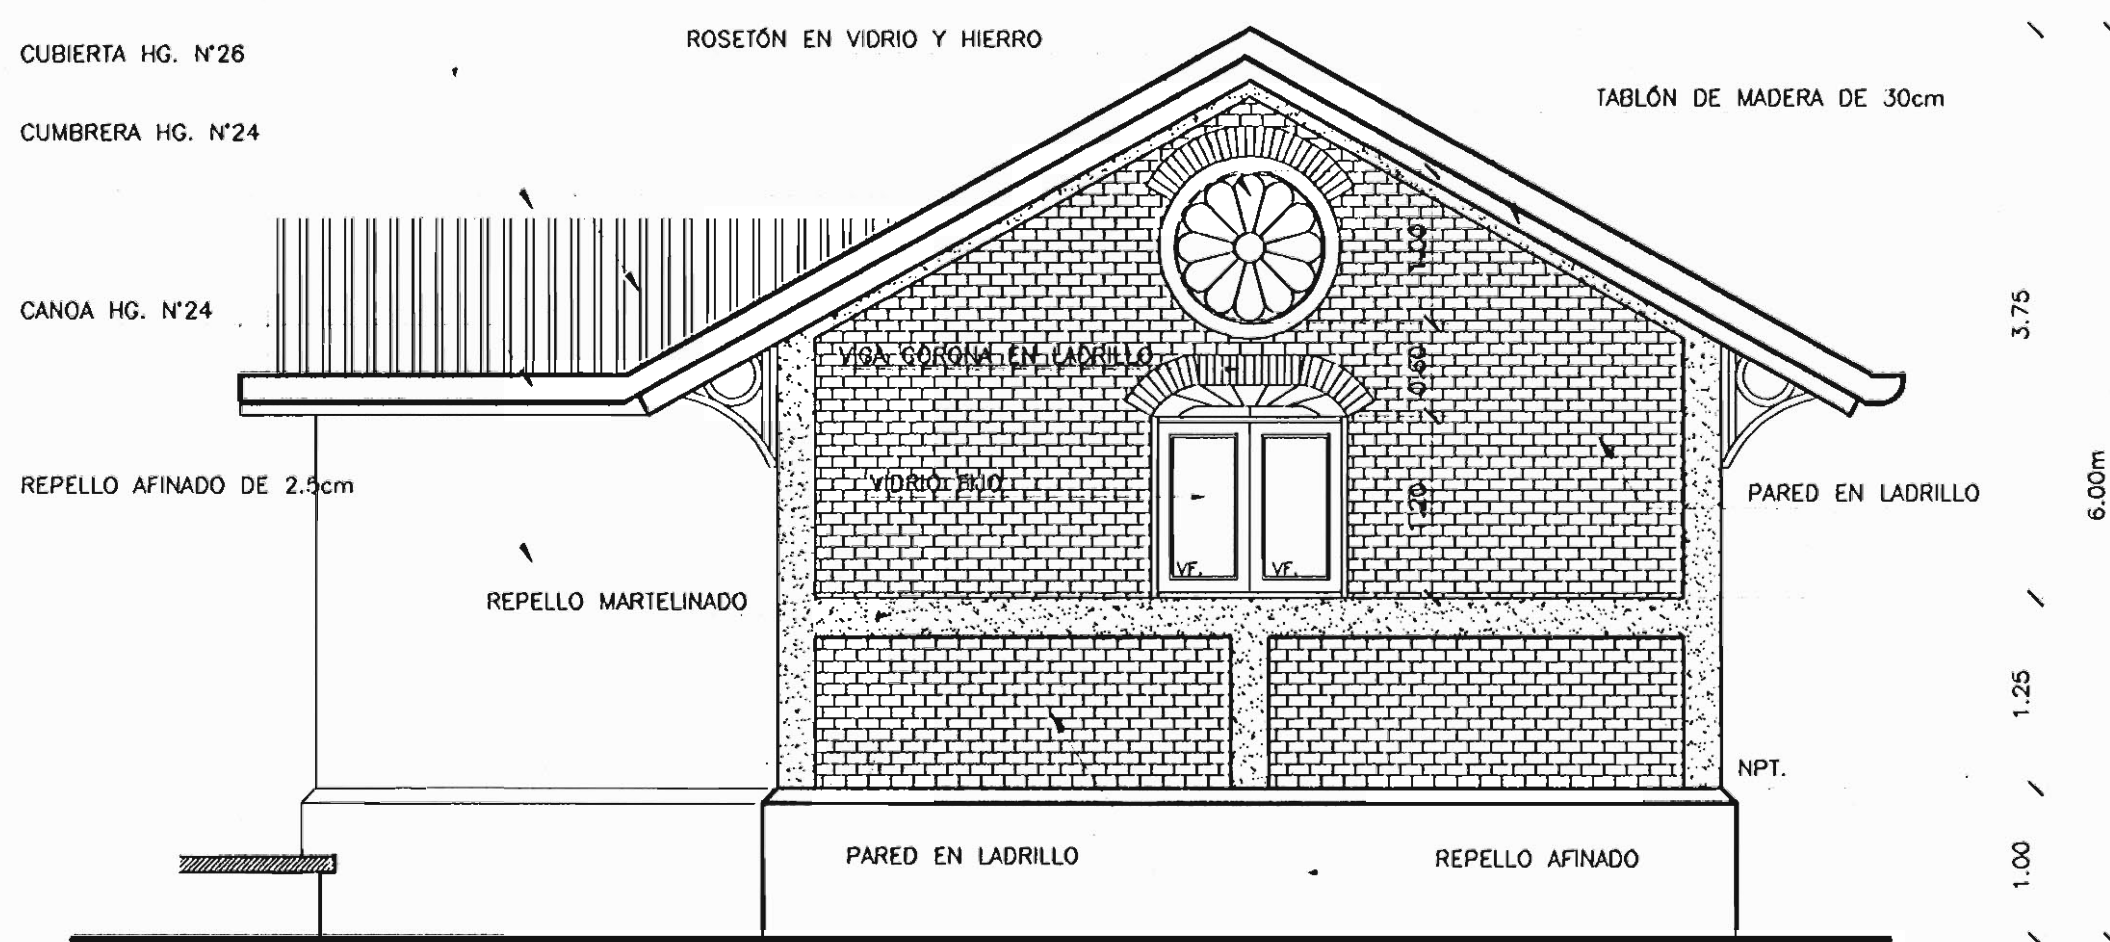 ROSETÓN EN VIDRIO Y HIERRO
CUBIERTA HG. N°26
TABLÓN DE MADERA DE 30cm
CUMBRERA HG. N°24
1.00
CANOA HG. N°24
3.75
VIGA CORONA EN LADRILLO
0.60
REPELLO AFINADO DE 2.5cm
VIDRIO FIJO
1.20
PARED EN LADRILLO
6.00m
VF.
VF.
REPELLO MARTELINADO
1.25
NPT.
PARED EN LADRILLO
REPELLO AFINADO
1.00